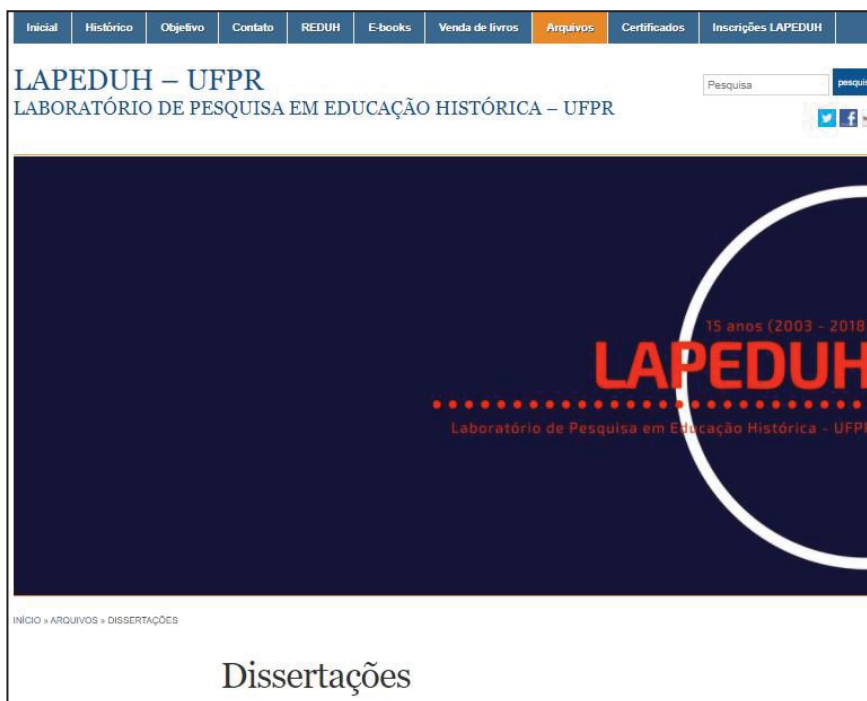 Inicial Histórico Objetivo Contato REDUH E-books Venda de livros Arquivos Certificados Inscrições LAPEDUH
LAPEDUH – UFPR
LABORATÓRIO DE PESQUISA EM EDUCAÇÃO HISTÓRICA – UFPR
Pesquisa pesquis
15 anos (2003 - 2018
LAPEDUH
Laboratório de Pesquisa em Educação Histórica - UFPR
INÍCIO » ARQUIVOS » DISSERTAÇÕES
Dissertações